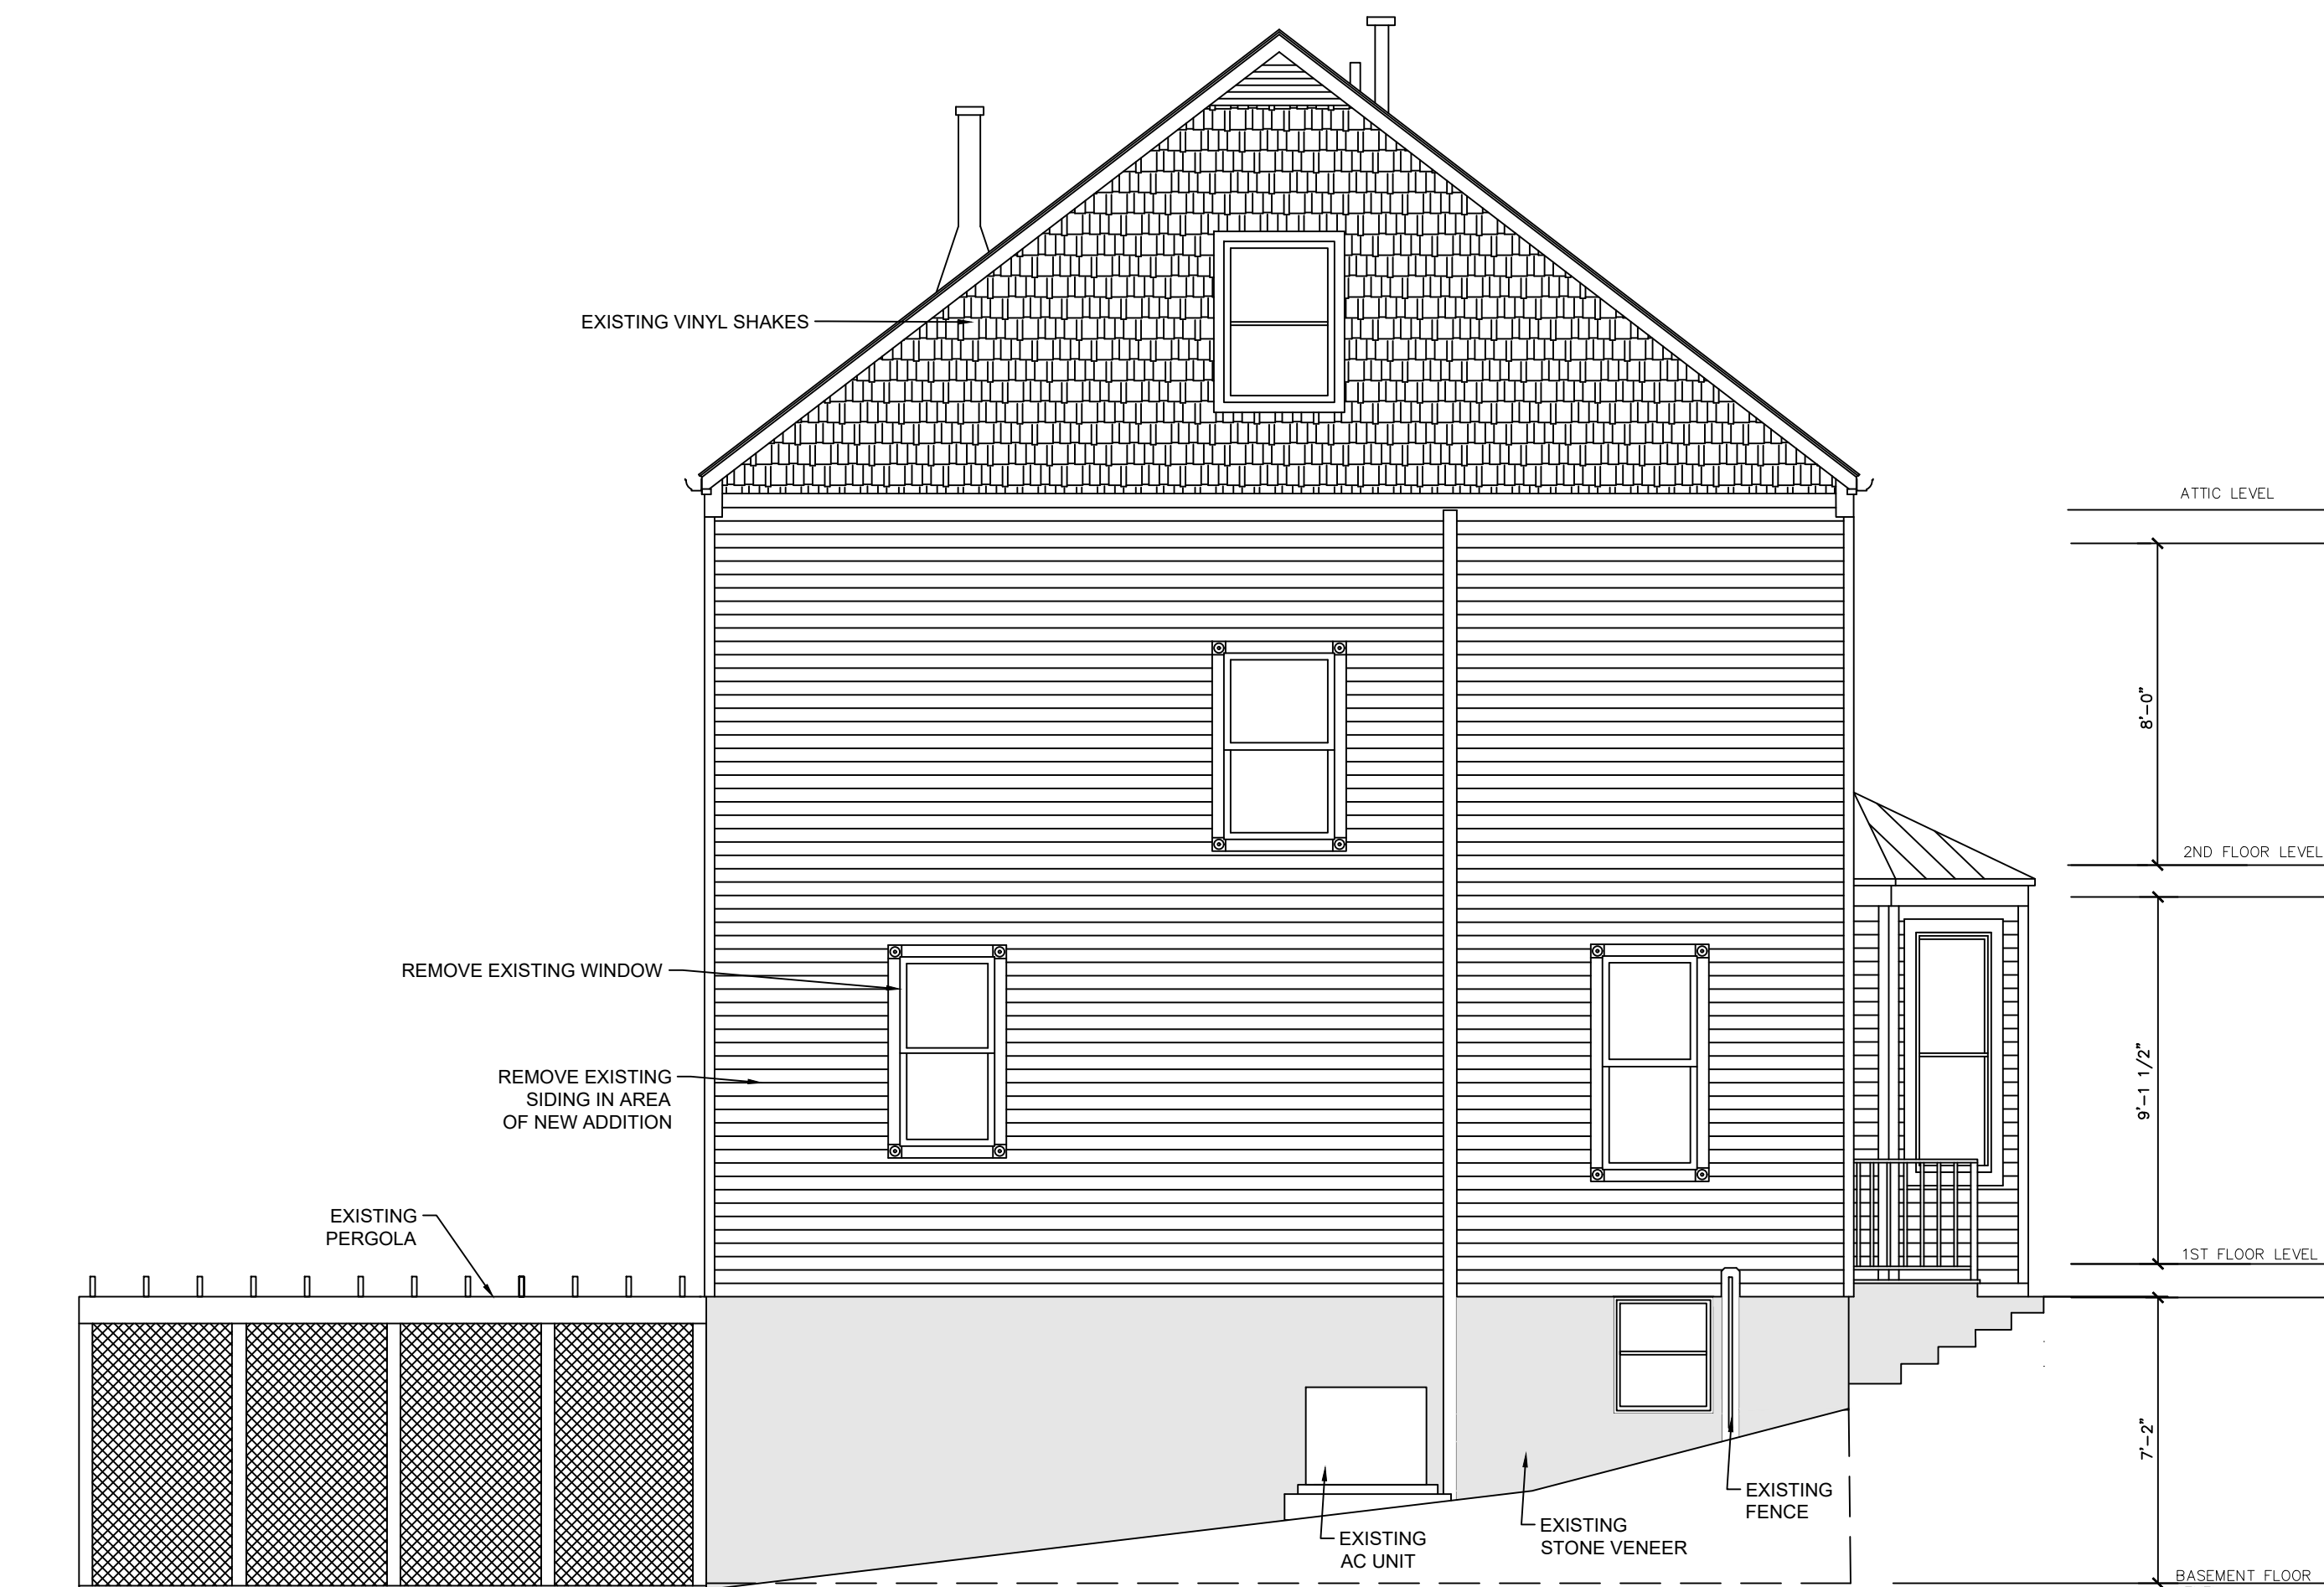 EXISTING VINYL SHAKES
ATTIC LEVEL
8'-0"
2ND FLOOR LEVEL
REMOVE EXISTING WINDOW
9'-1 1/2"
REMOVE EXISTING
SIDING IN AREA
OF NEW ADDITION
EXISTING
PERGOLA
1ST FLOOR LEVEL
7'-2"
EXISTING
FENCE
EXISTING
STONE VENEER
EXISTING
AC UNIT
BASEMENT FLOOR